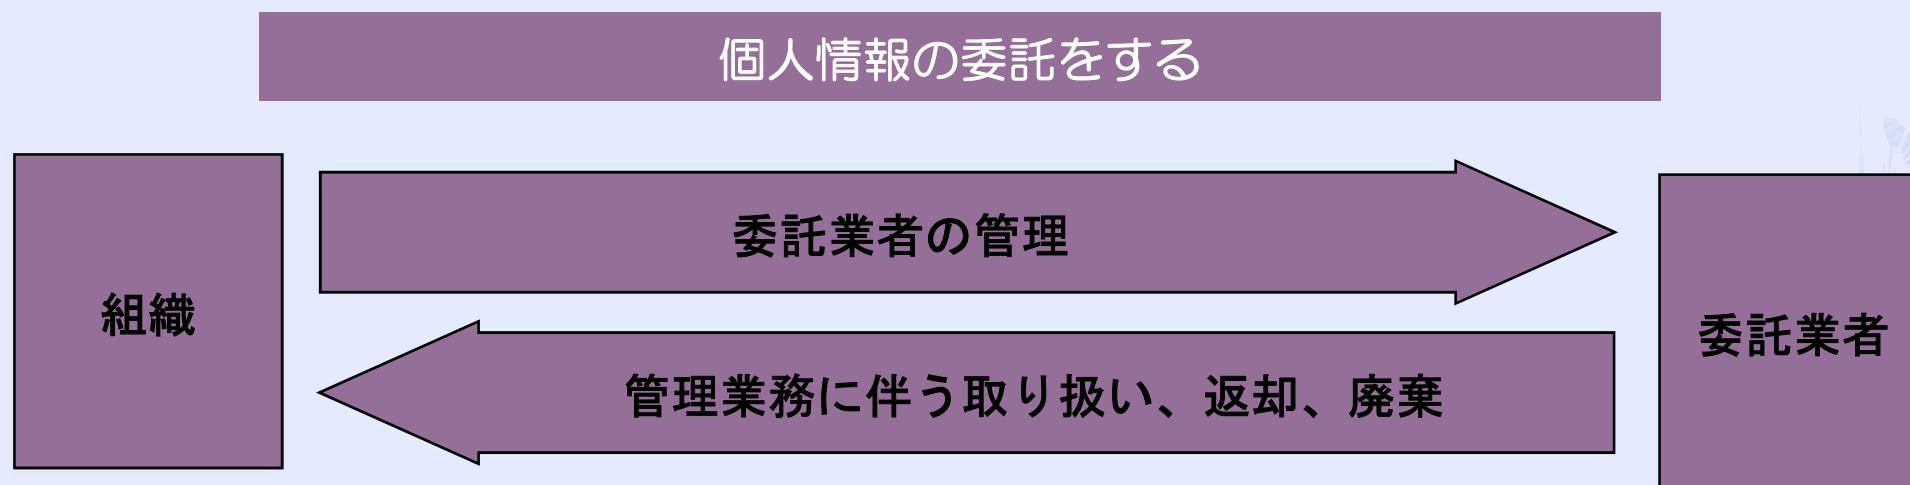 個人情報の委託をする
委託業者の管理
組織
委託業者
管理業務に伴う取り扱い、返却、廃棄